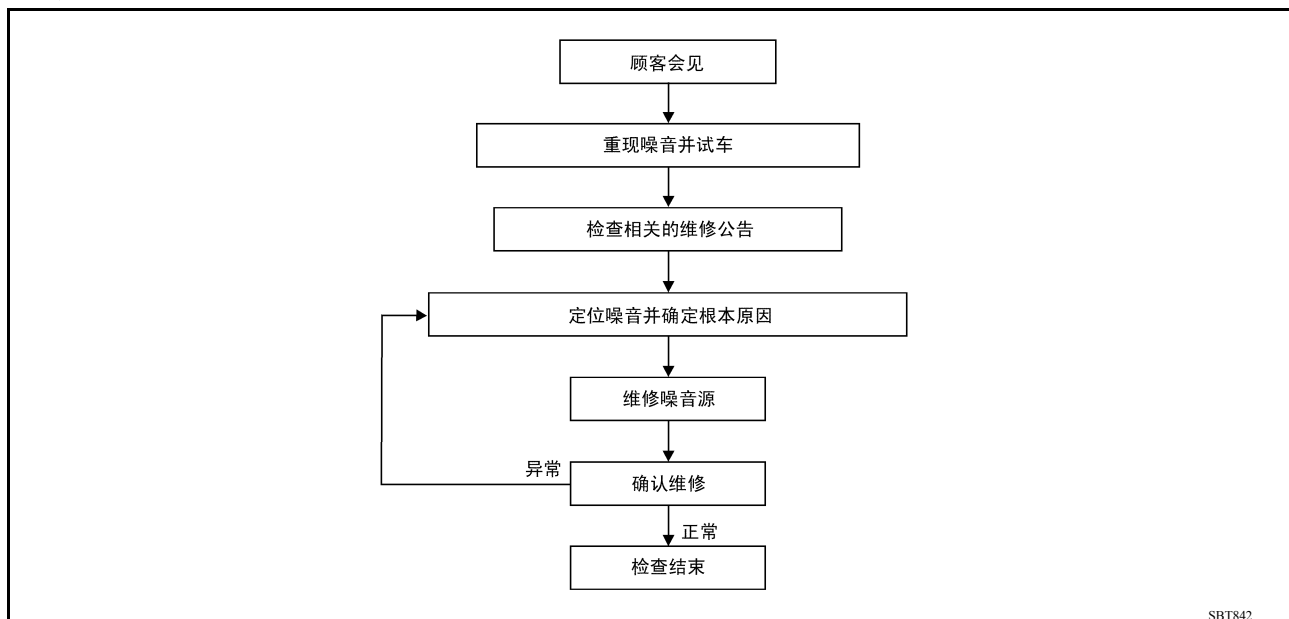 顾客会见
重现噪音并试车
检查相关的维修公告
定位噪音并确定根本原因
维修噪音源
异常
确认维修
正常
检查结束
SBT842